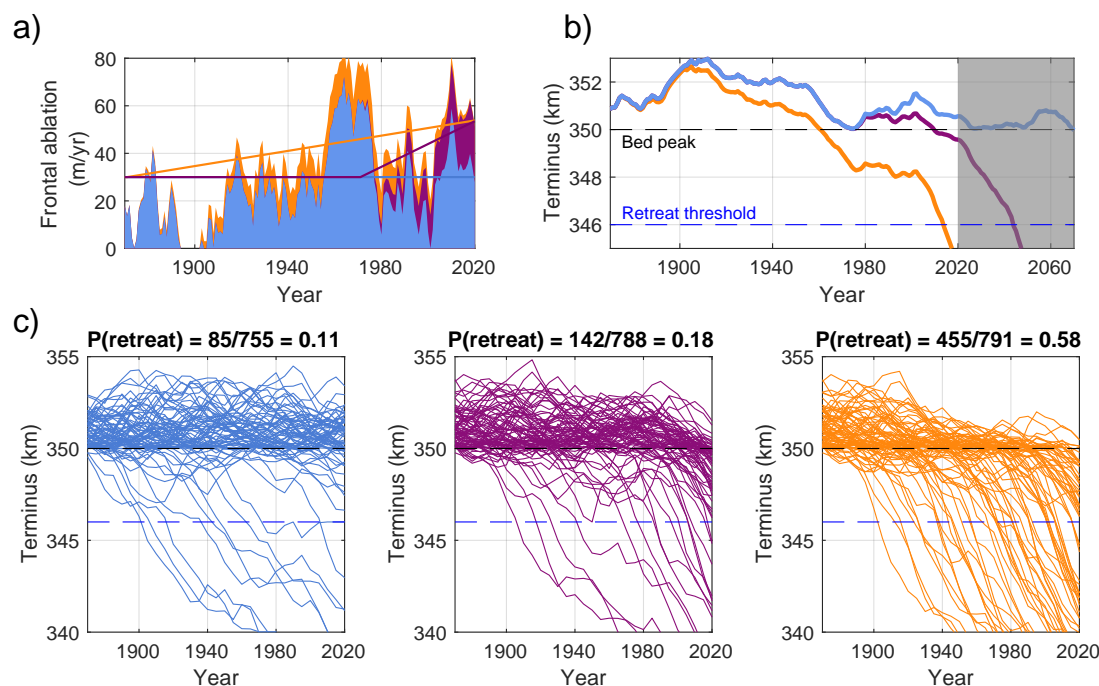 a)
Frontal ablation
(m/yr)
80
60
40
20
0
1900
1940
1980
2020
Year
b)
Terminus (km)
352
350
348
346
Bed peak
Retreat threshold
1900
1940
1980
2020
2060
Year
c)
P(retreat) = 85/755 = 0.11
Terminus (km)
355
350
345
340
1900
1940
1980
2020
Year
P(retreat) = 142/788 = 0.18
Terminus (km)
355
350
345
340
1900
1940
1980
2020
Year
P(retreat) = 455/791 = 0.58
Terminus (km)
355
350
345
340
1900
1940
1980
2020
Year